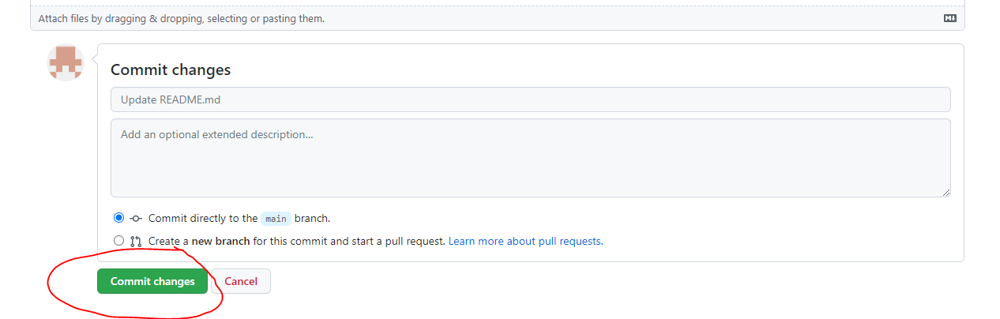 Attach files by dragging & dropping, selecting or pasting them.
Commit changes
Update README.md
Add an optional extended description...
Commit directly to the main branch.
Create a new branch for this commit and start a pull request. Learn more about pull requests.
Commit changes Cancel